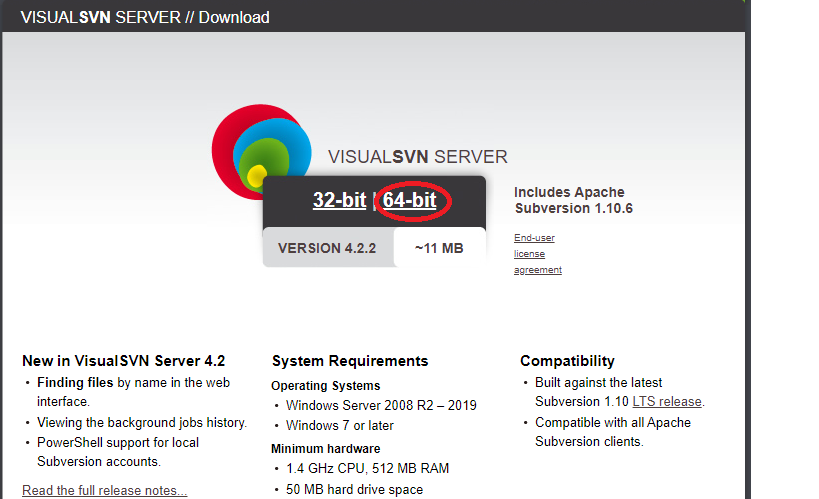 VISUALSVN SERVER // Download
VISUALSVN SERVER
32-bit | 64-bit
VERSION 4.2.2
~11 MB
Includes Apache
Subversion 1.10.6
End-user
license
agreement
New in VisualSVN Server 4.2
• Finding files by name in the web
interface.
• Viewing the background jobs history.
• PowerShell support for local
Subversion accounts.
Read the full release notes...
System Requirements
Operating Systems
• Windows Server 2008 R2 – 2019
• Windows 7 or later
Minimum hardware
• 1.4 GHz CPU, 512 MB RAM
• 50 MB hard drive space
Compatibility
• Built against the latest
Subversion 1.10 LTS release.
• Compatible with all Apache
Subversion clients.